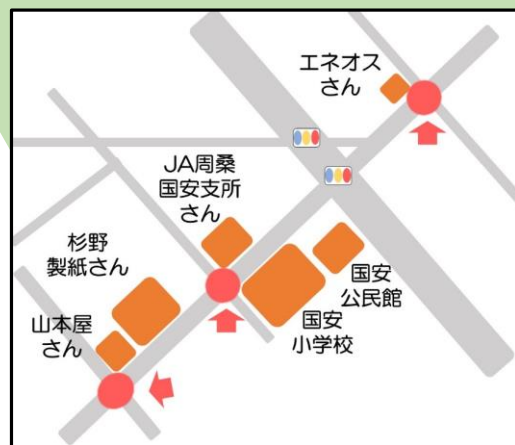 エネオス
さん
JA周桑
国安支所
さん
杉野
製紙さん
国安
公民館
山本屋
さん
国安
小学校